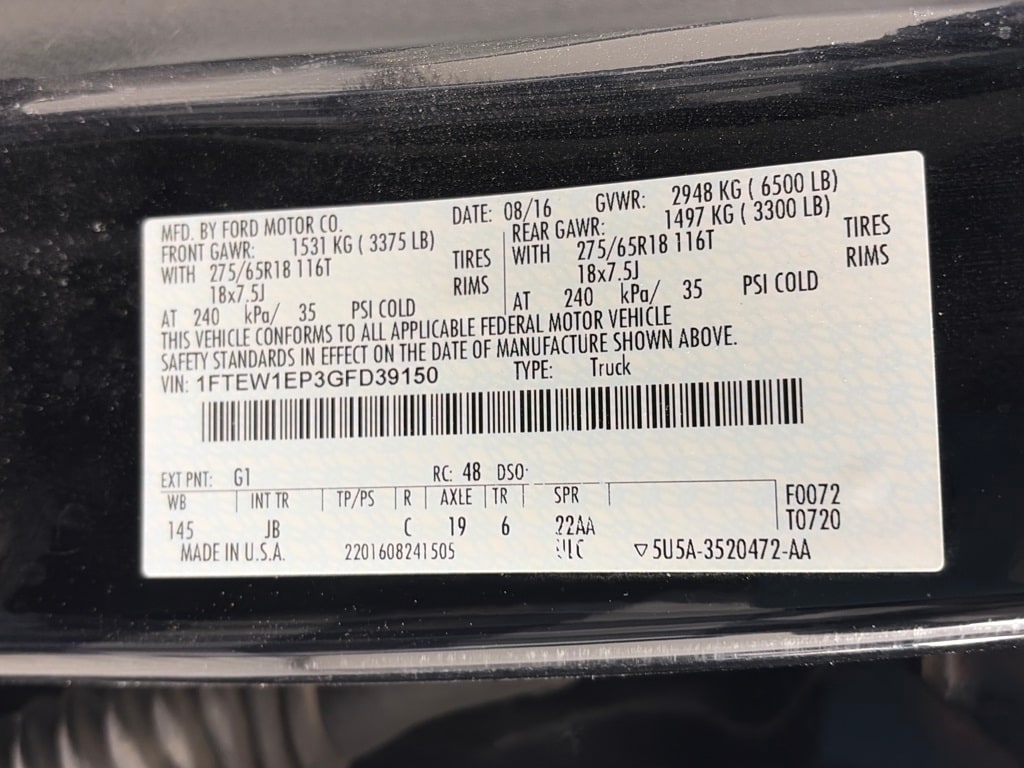 MFD. BY FORD MOTOR CO. DATE: 08/16 GVWR: 2948 KG ( 6500 LB)
FRONT GAWR: 1531 KG ( 3375 LB) REAR GAWR: 1497 KG ( 3300 LB)
WITH 275/65R18 116T TIRES WITH 275/65R18 116T TIRES
18x7.5J RIMS 18x7.5J RIMS
AT 240 kPa/ 35 PSI COLD AT 240 kPa/ 35 PSI COLD
THIS VEHICLE CONFORMS TO ALL APPLICABLE FEDERAL MOTOR VEHICLE
SAFETY STANDARDS IN EFFECT ON THE DATE OF MANUFACTURE SHOWN ABOVE.
VIN: 1FTEW1EP3GFD39150 TYPE: Truck
EXT PNT: G1 RC: 48 DSO:
WB INT TR TP/PS R AXLE TR SPR F0072
145 JB C 19 6 22AA T0720
MADE IN U.S.A. 2201608241505 5U5A-3520472-AA